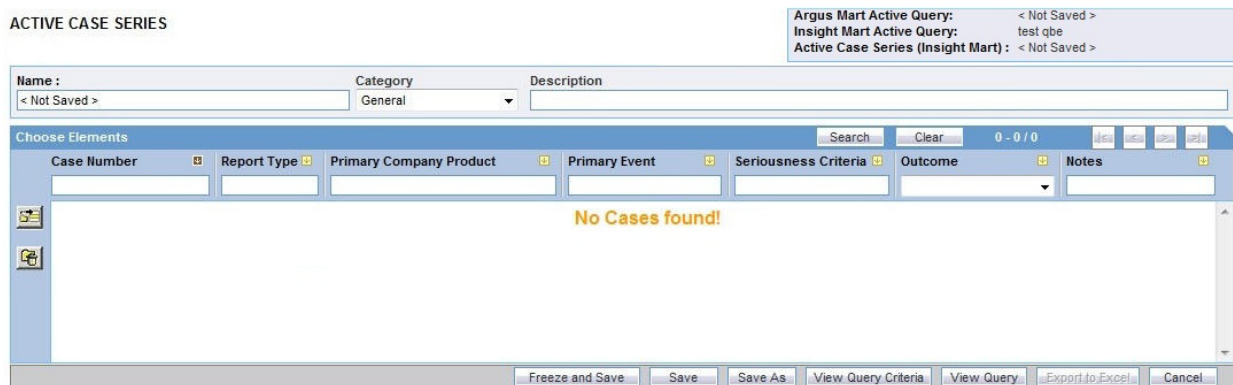 ACTIVE CASE SERIES
Argus Mart Active Query: < Not Saved >
Insight Mart Active Query: test qbe
Active Case Series (Insight Mart) : < Not Saved >
Name : Category Description
< Not Saved > General
Choose Elements Search Clear 0 - 0 / 0
Case Number Report Type Primary Company Product Primary Event Seriousness Criteria Outcome Notes
No Cases found!
Freeze and Save Save Save As View Query Criteria View Query Export to Excel Cancel